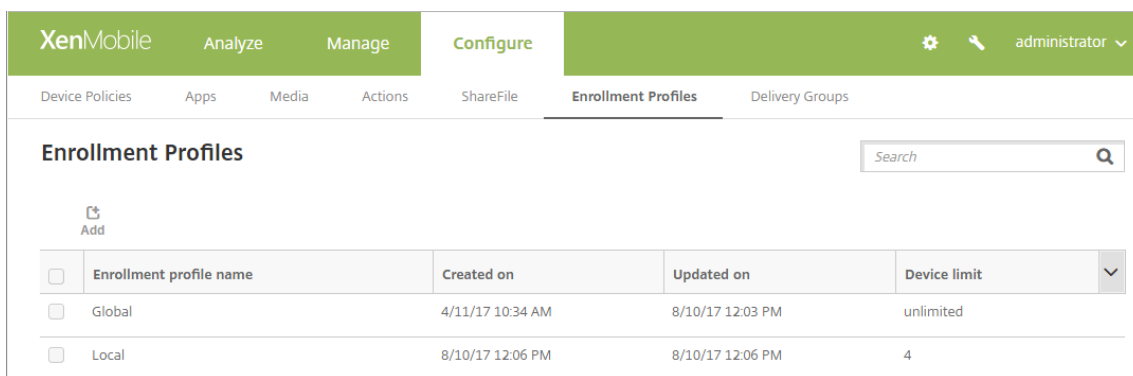 XenMobile Analyze Manage Configure administrator
Device Policies Apps Media Actions ShareFile Enrollment Profiles Delivery Groups
Enrollment Profiles Search
Add
Enrollment profile name Created on Updated on Device limit
Global 4/11/17 10:34 AM 8/10/17 12:03 PM unlimited
Local 8/10/17 12:06 PM 8/10/17 12:06 PM 4